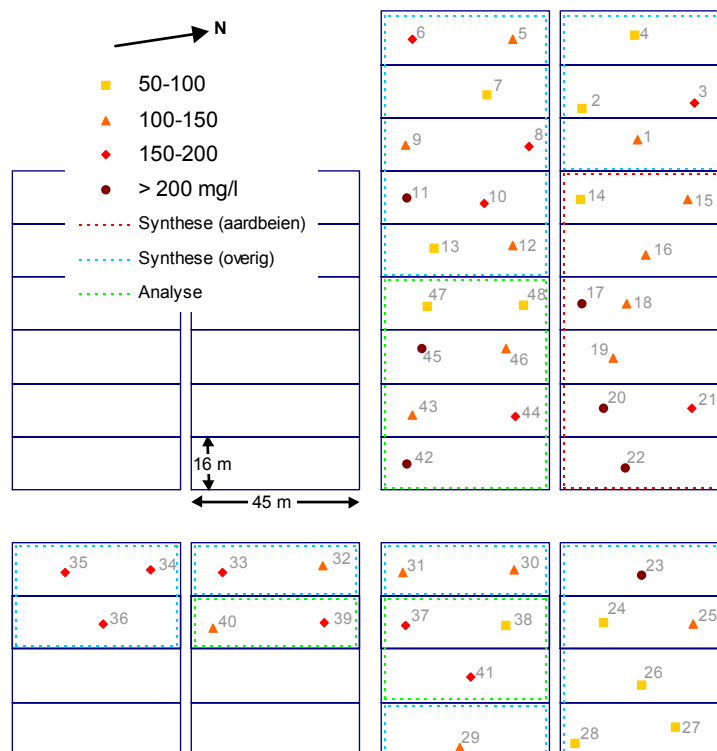 N
50-100
100-150
150-200
> 200 mg/l
Synthese (aardbeien)
Synthese (overig)
Analyse
16 m
45 m
6 5 4
7 2 3
9 8 1
11 10 14 15
13 12 16
47 48 17 18
45 46 19
43 44 20 21
42 22
35 34 33 32 31 30 23
36 40 39 37 38 24 25
41 26
29 28 27